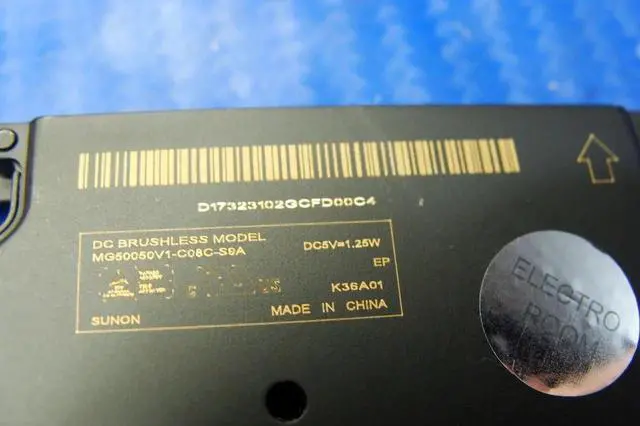 D17323102GCFD00C4
DC BRUSHLESS MODEL
MG50050V1-C08C-S9A
DC5V=1.25W
EP
K36A01
SUNON
MADE IN CHINA
ELECTRO
ROOM